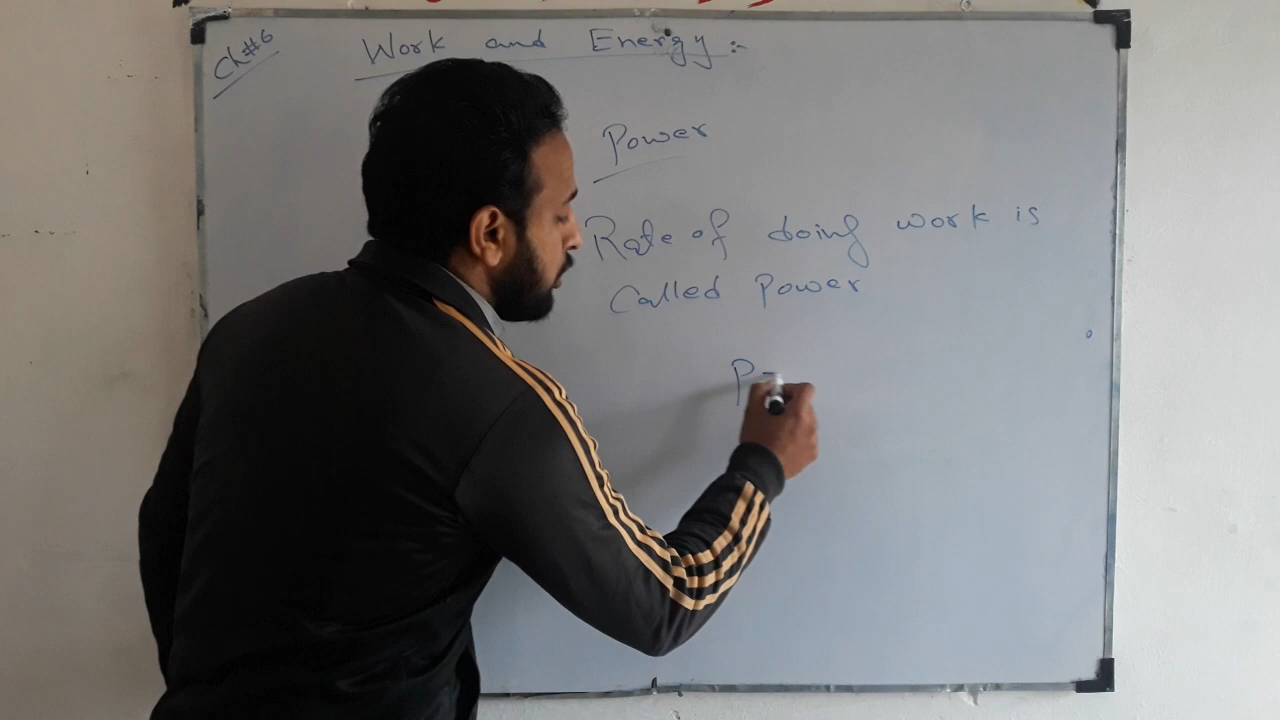 Ch#6
Work and Energy :-
Power
Rate of doing work is
Called Power
P=